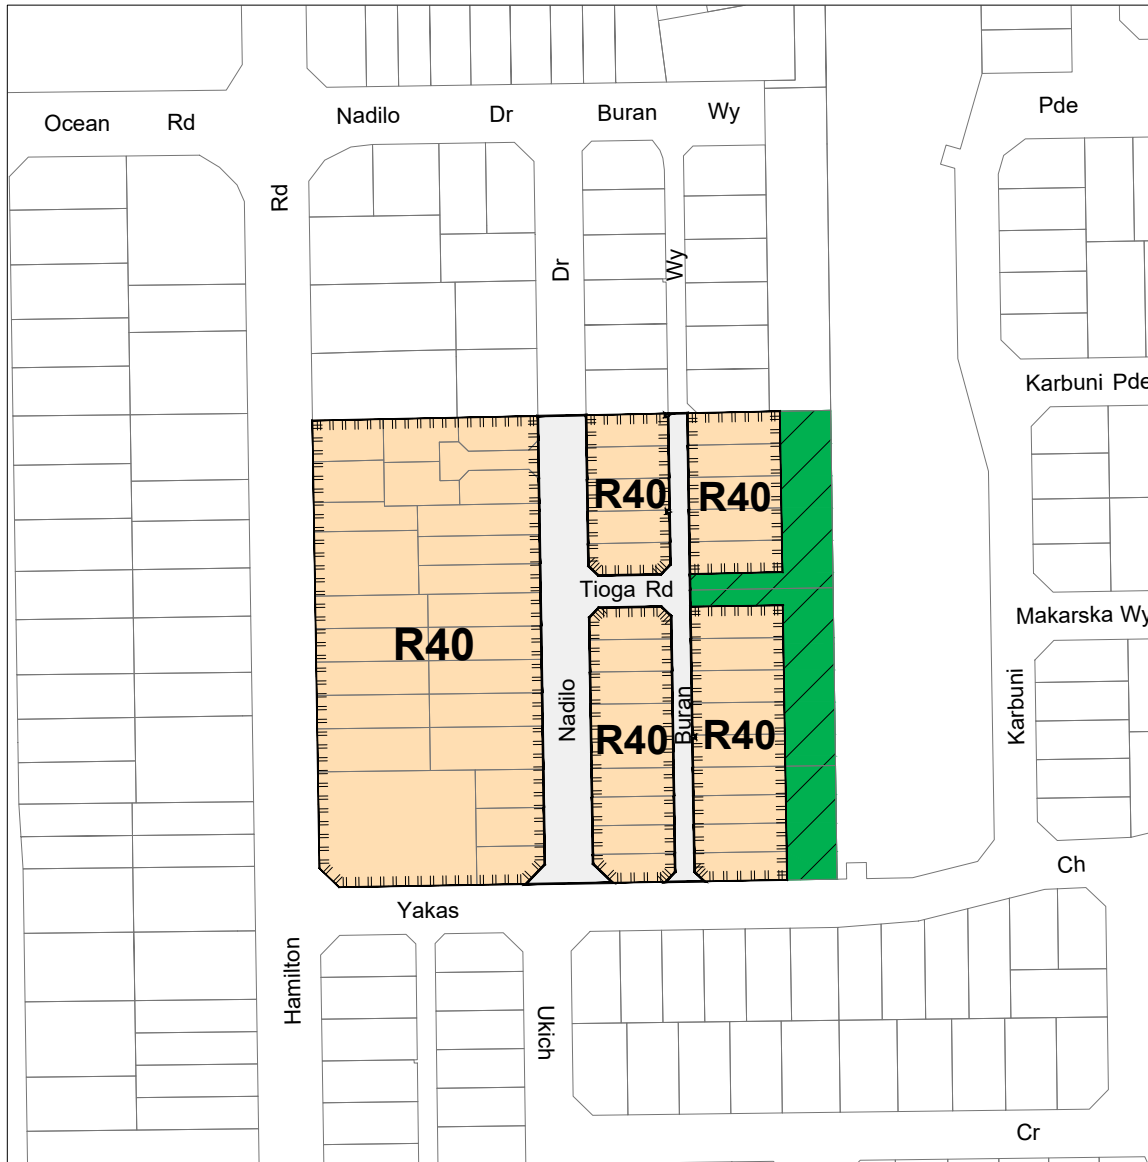 Ocean Rd
Nadilo Dr
Buran Wy
Pde
Rd
Dr
Wy
Karbuni Pde
R40
R40
Tioga Rd
Makarska Wy
R40
Nadilo
Buran
Karbuni
R40
R40
Ch
Yakas
Hamilton
Ukich
Cr